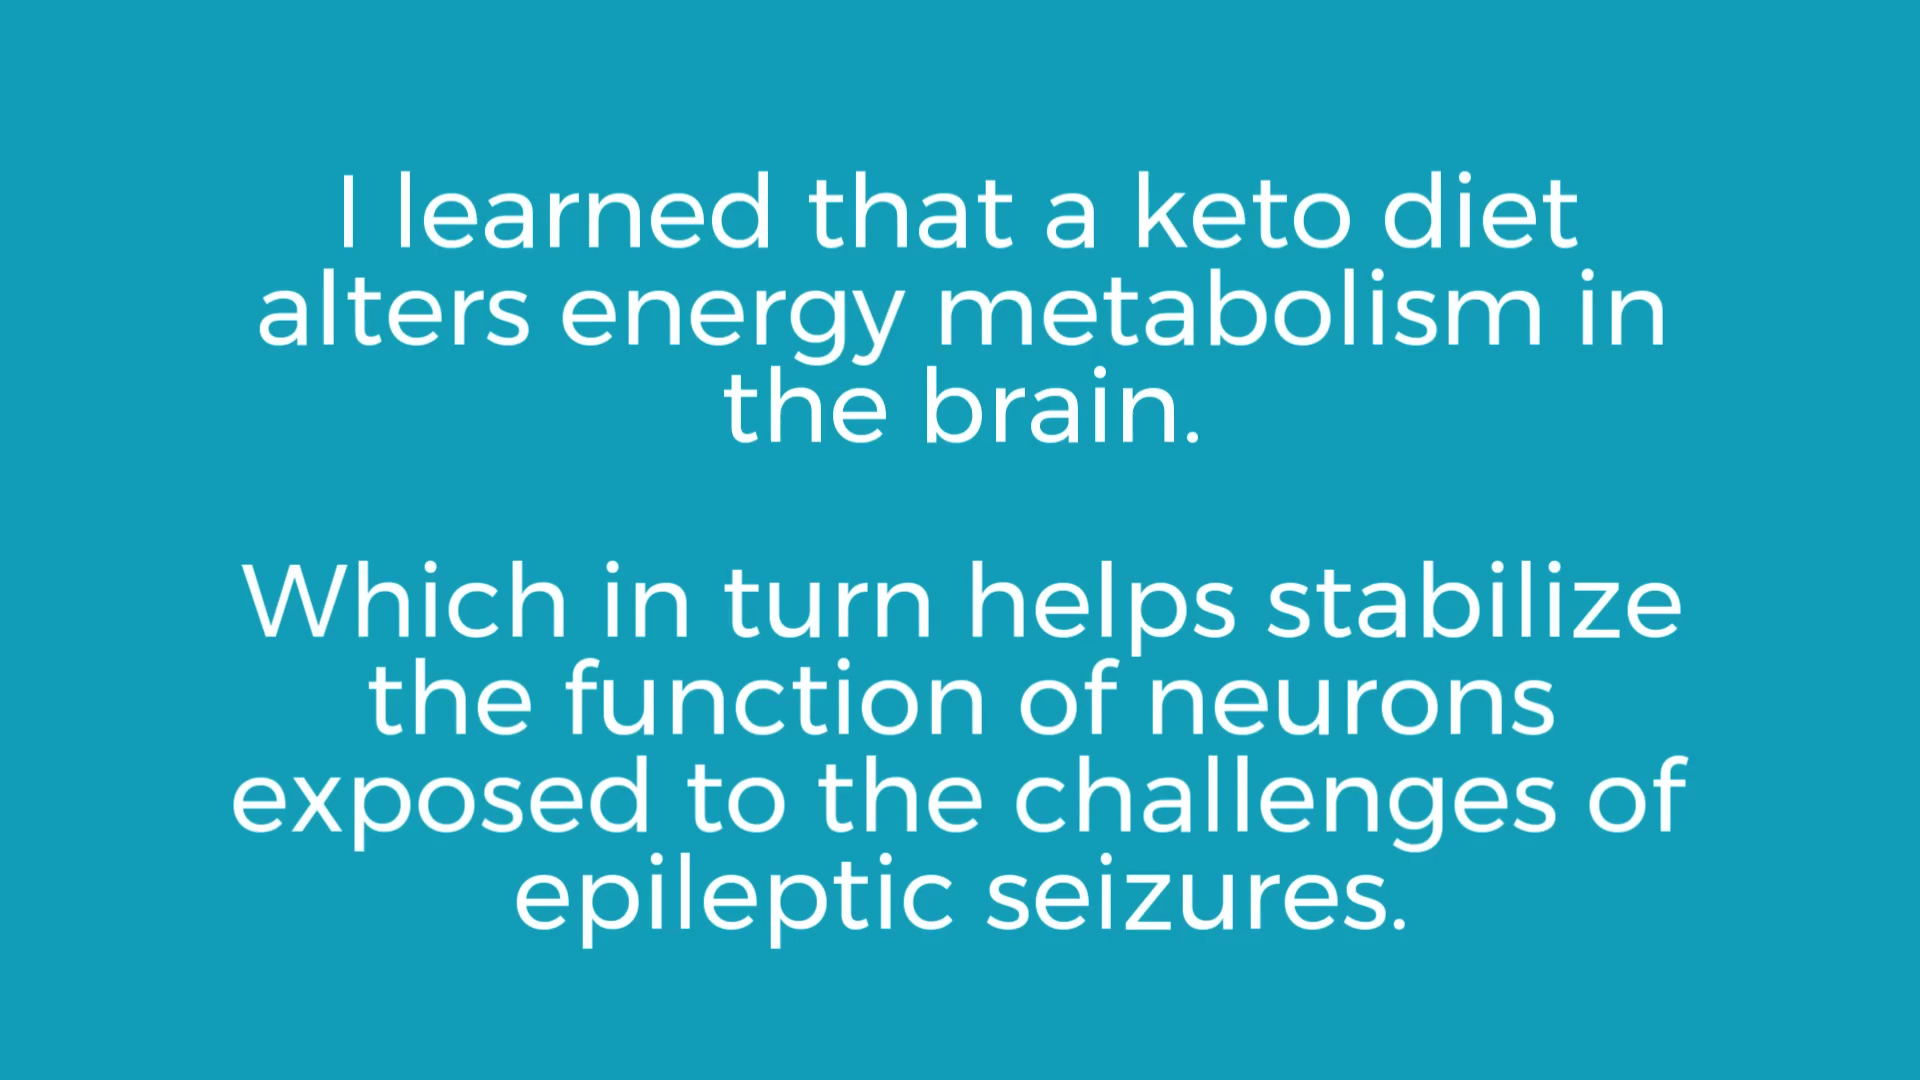 I learned that a keto diet
alters energy metabolism in
the brain.
Which in turn helps stabilize
the function of neurons
exposed to the challenges of
epileptic seizures.